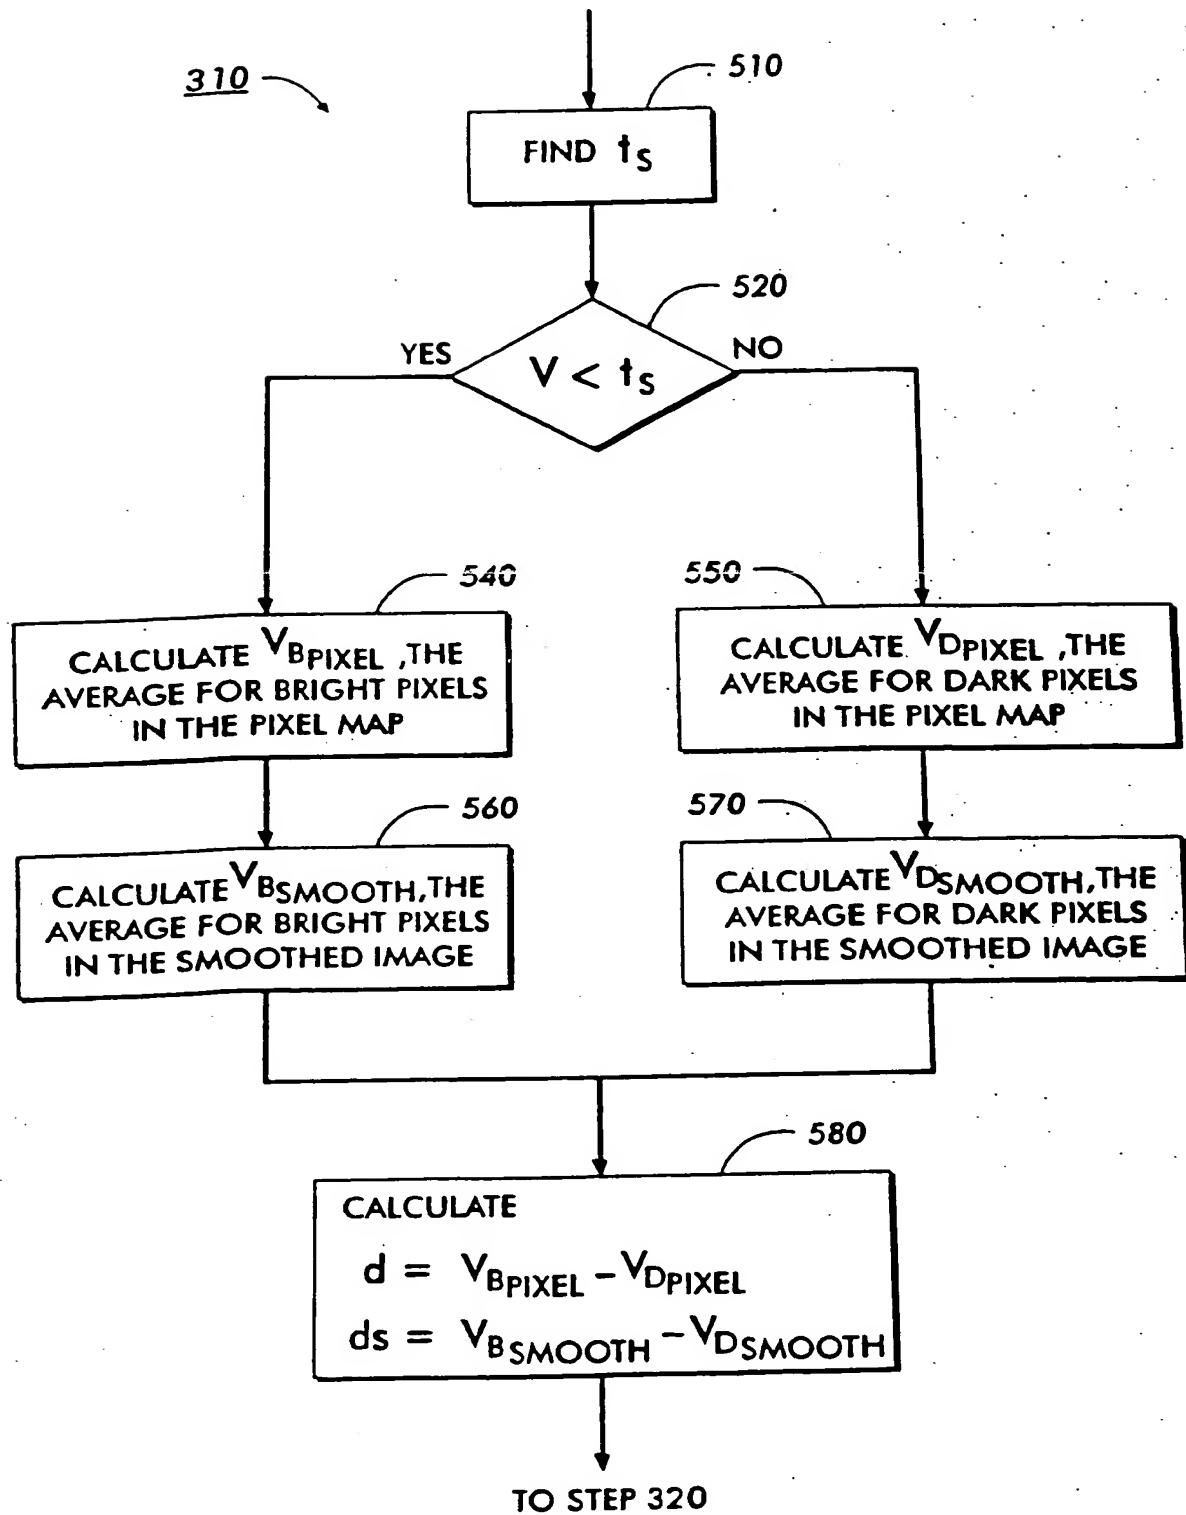 310
510
FIND tS
520
YES
NO
V < tS
540
CALCULATE VBPIXEL ,THE
AVERAGE FOR BRIGHT PIXELS
IN THE PIXEL MAP
550
CALCULATE VDPIXEL ,THE
AVERAGE FOR DARK PIXELS
IN THE PIXEL MAP
560
CALCULATE VBSMOOTH, THE
AVERAGE FOR BRIGHT PIXELS
IN THE SMOOTHED IMAGE
570
CALCULATE VDSMOOTH, THE
AVERAGE FOR DARK PIXELS
IN THE SMOOTHED IMAGE
580
CALCULATE
d = VBPIXEL - VDPIXEL
ds = VBSMOOTH - VDSMOOTH
TO STEP 320